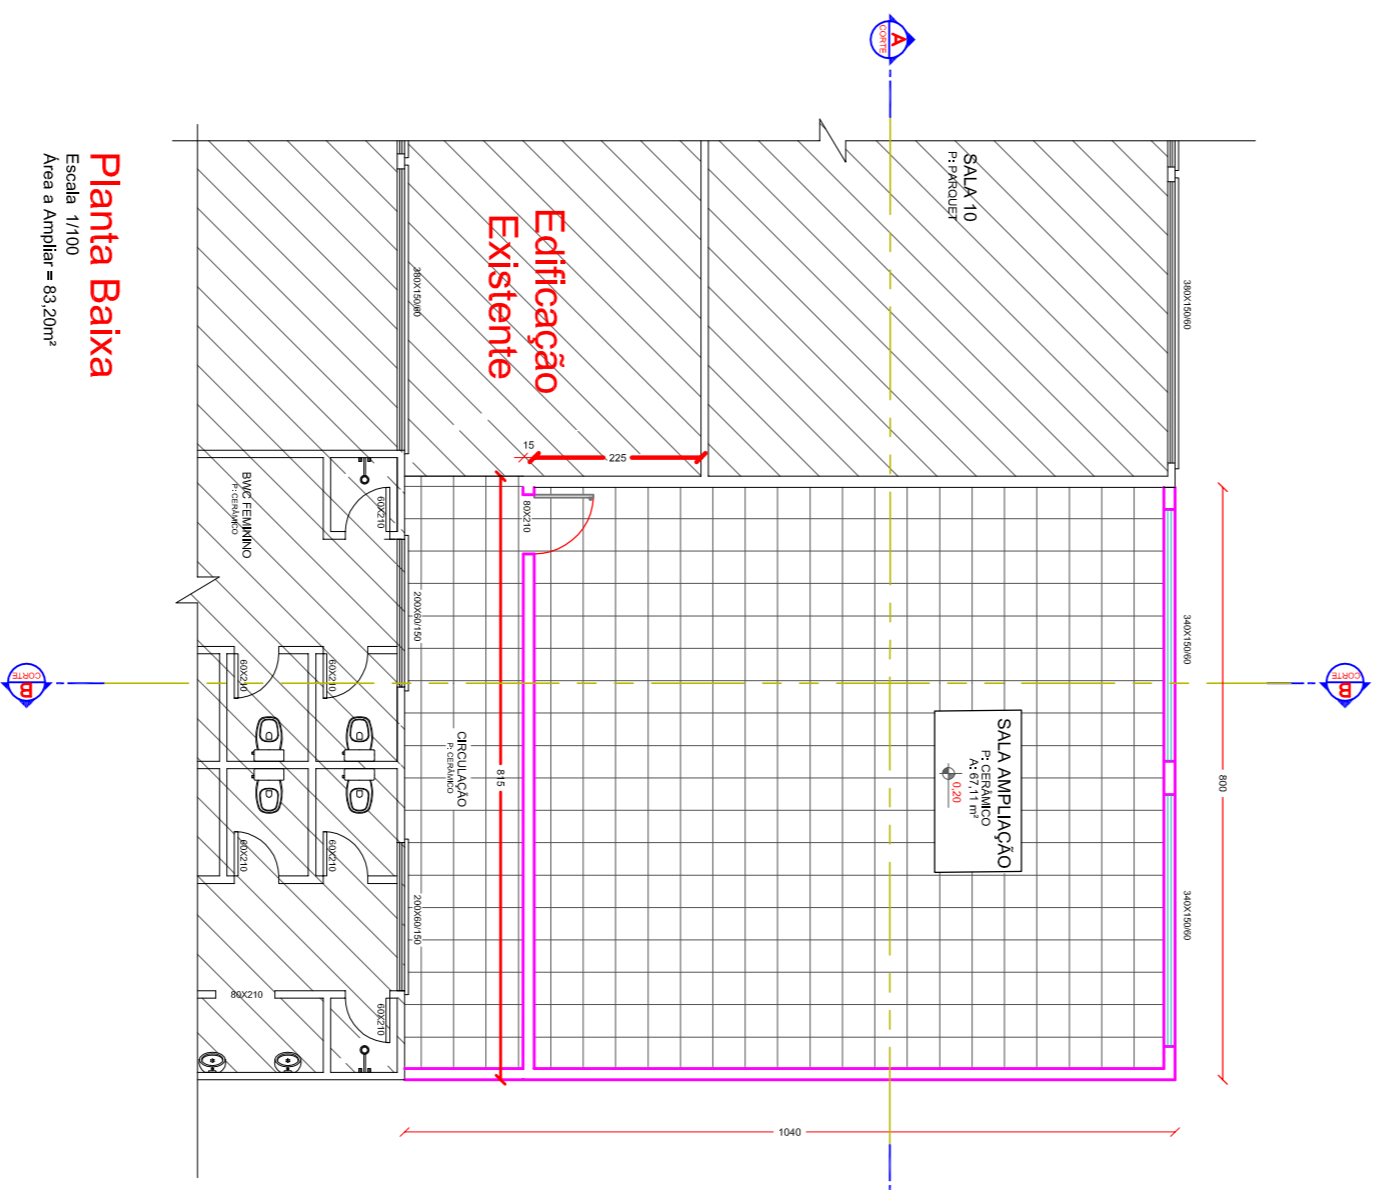 A
CORTE
SALA 10
P: PARQUET
380X150/60
Edificação
Existente
380X150/60
Planta Baixa
Escala 1/100
Área a Ampliar = 83,20m²
15
225
BWC FEMININO
P: CERÂMICO
60X210
80X210
200X60/150
340X150/60
60X210
60X210
B
CORTE
B
CORTE
SALA AMPLIAÇÃO
P: CERÂMICO
A: 67,11 m²
0,20
CIRCULAÇÃO
P: CERÂMICO
815
800
60X210
60X210
200X60/150
340X150/60
80X210
60X210
1040